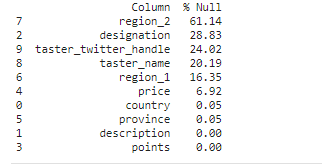 Column % Null
7 region_2 61.14
2 designation 28.83
9 taster_twitter_handle 24.02
8 taster_name 20.19
6 region_1 16.35
4 price 6.92
0 country 0.05
5 province 0.05
1 description 0.00
3 points 0.00